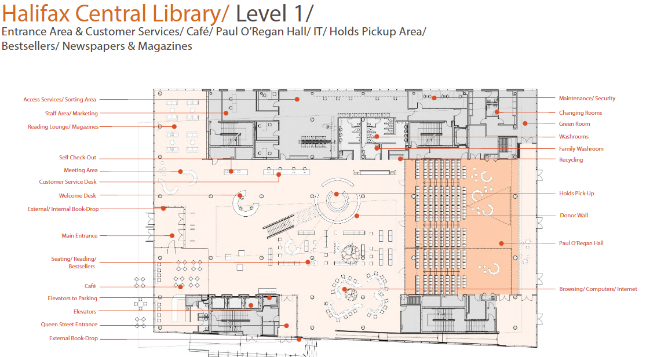 Halifax Central Library/ Level 1/
Entrance Area & Customer Services/ Café/ Paul O'Regan Hall/ IT/ Holds Pickup Area/
Bestsellers/ Newspapers & Magazines
Access Services/ Sorting Area
Staff Area/ Marketing
Reading Lounge/ Magazines
Self Check Out
Meeting Area
Customer Service Desk
Welcome Desk
External/ Internal Book Drop
Main Entrance
Seating/ Reading/
Bestsellers
Café
Elevators to Parking
Elevators
Queen Street Entrance
External Book Drop
Maintenance/ Security
Changing Rooms
Green Room
Washrooms
Family Washroom
Recycling
Holds Pick-Up
Donor Wall
Paul O'Regan Hall
Browsing/ Computers/ Internet